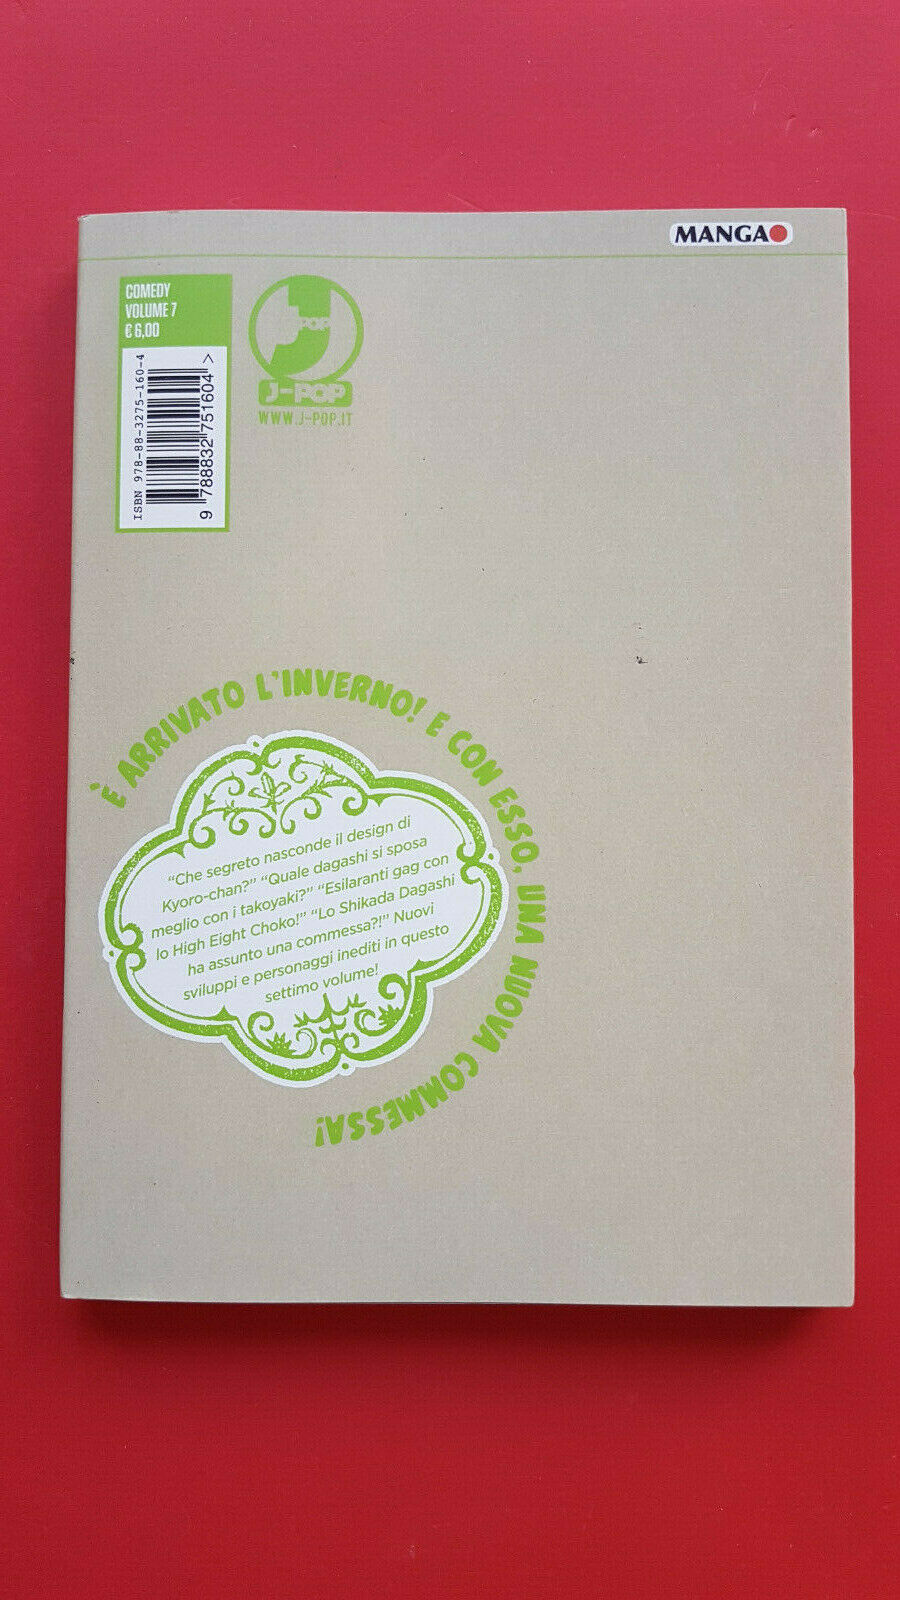 MANGA
COMEDY
VOLUME 7
€ 6,00
ISBN 978-88-3275-160-4
9 788832 751604 >
J POP
J-POP
WWW.J-POP.IT
È ARRIVATO L'INVERNO! E CON ESSO, UNA NUOVA COMMESSA!
“Che segreto nasconde il design di
Kyoro-chan?” “Quale dagashi si sposa
meglio con i takoyaki?” “Esilaranti gag con
lo High Eight Choko!” “Lo Shikada Dagashi
ha assunto una commessa?!” Nuovi
sviluppi e personaggi inediti in questo
settimo volume!